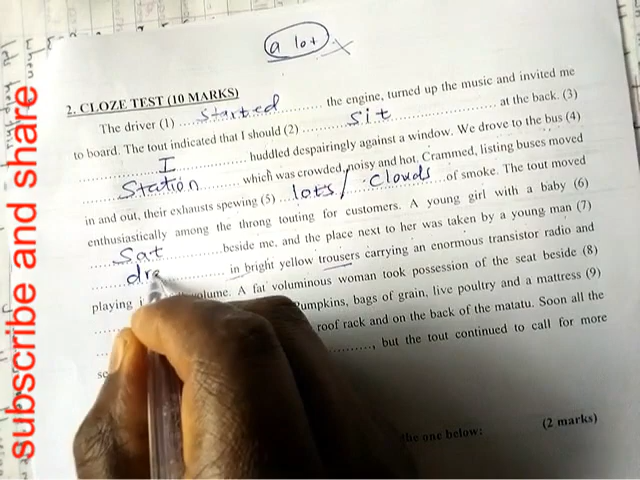 subscribe and share
a lot
2. CLOZE TEST (10 MARKS)
The driver (1) started the engine, turned up the music and invited me
to board. The tout indicated that I should (2) sit at the back. (3)
I huddled despairingly against a window. We drove to the bus (4)
Station which was crowded, noisy and hot. Crammed, listing buses moved
in and out, their exhausts spewing (5) lots/ clouds of smoke. The tout moved
enthusiastically among the throng touting for customers. A young girl with a baby (6)
Sat beside me, and the place next to her was taken by a young man (7)
dre in bright yellow trousers carrying an enormous transistor radio and
playing volume. A fat voluminous woman took possession of the seat beside (8)
Pumpkins, bags of grain, live poultry and a mattress (9)
roof rack and on the back of the matatu. Soon all the
se , but the tout continued to call for more
the one below: (2 marks)